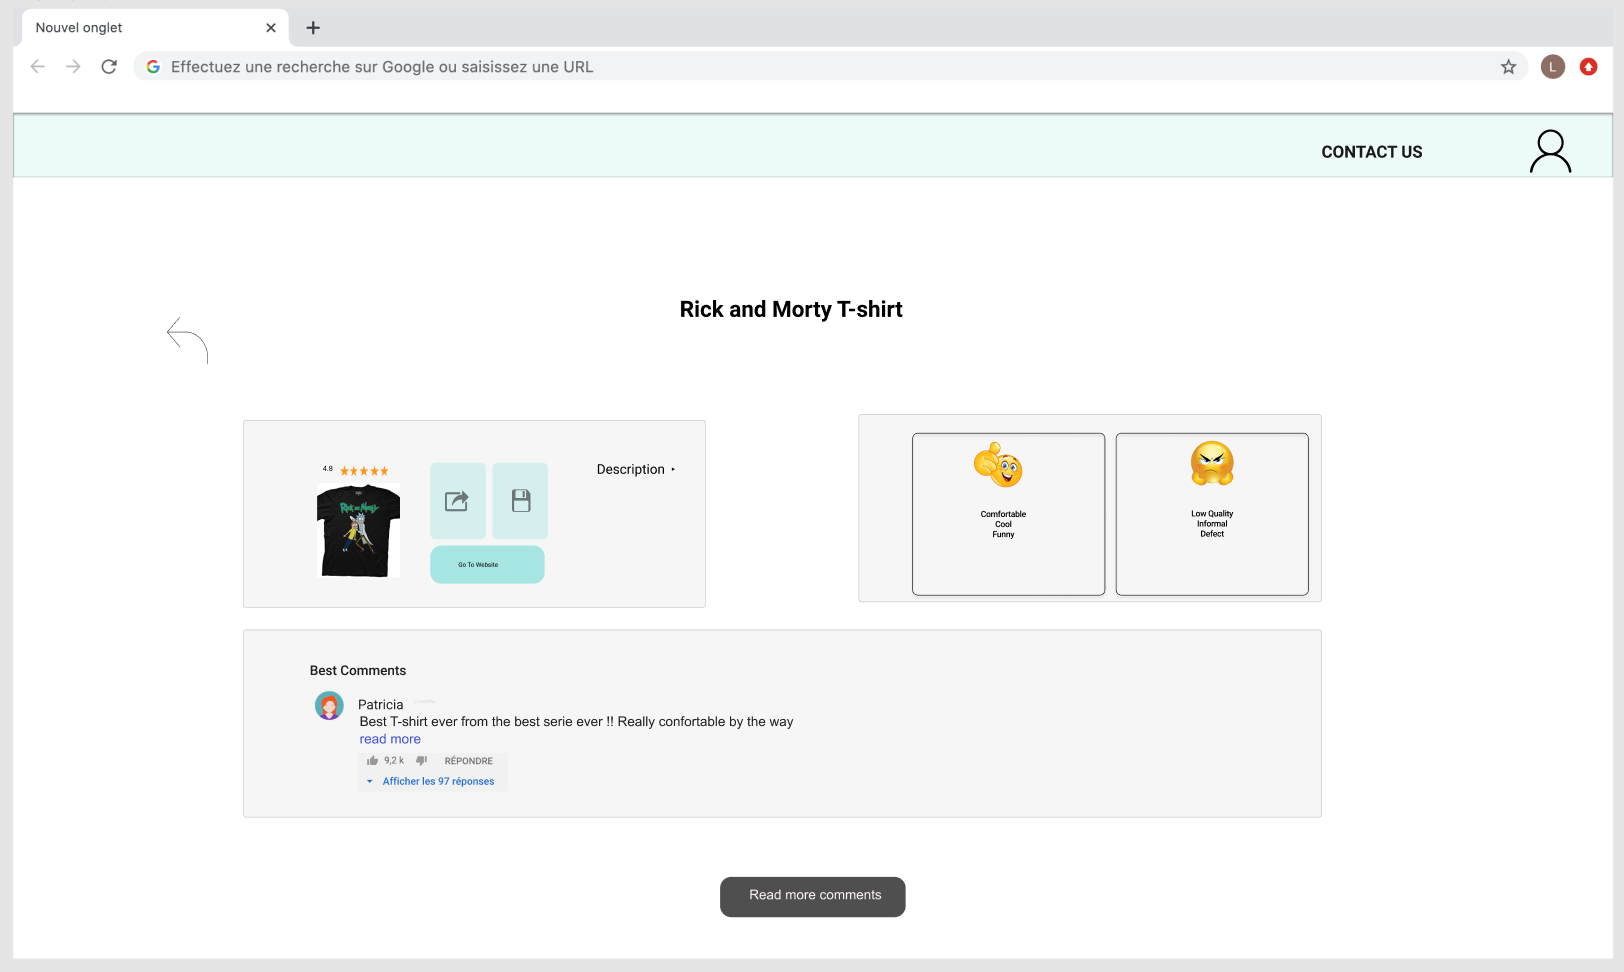 Nouvel onglet
Effectuez une recherche sur Google ou saisissez une URL
L
CONTACT US
Rick and Morty T-shirt
4.8
Rick and Morty
Go To Website
Description
Comfortable
Cool
Funny
Low Quality
Informal
Defect
Best Comments
Patricia
Best T-shirt ever from the best serie ever !! Really confortable by the way
read more
9,2 k
RÉPONDRE
Afficher les 97 réponses
Read more comments